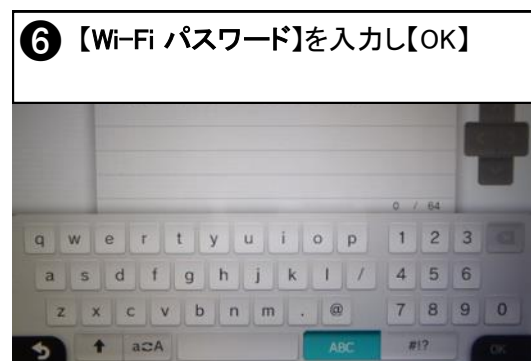 ❻ 【Wi-Fi パスワード】を入力し【OK】
0 / 64
q w e r t y u i o p 1 2 3
a s d f g h j k l / 4 5 6
z x c v b n m . @ 7 8 9 0
a⇄A ABC #!? OK